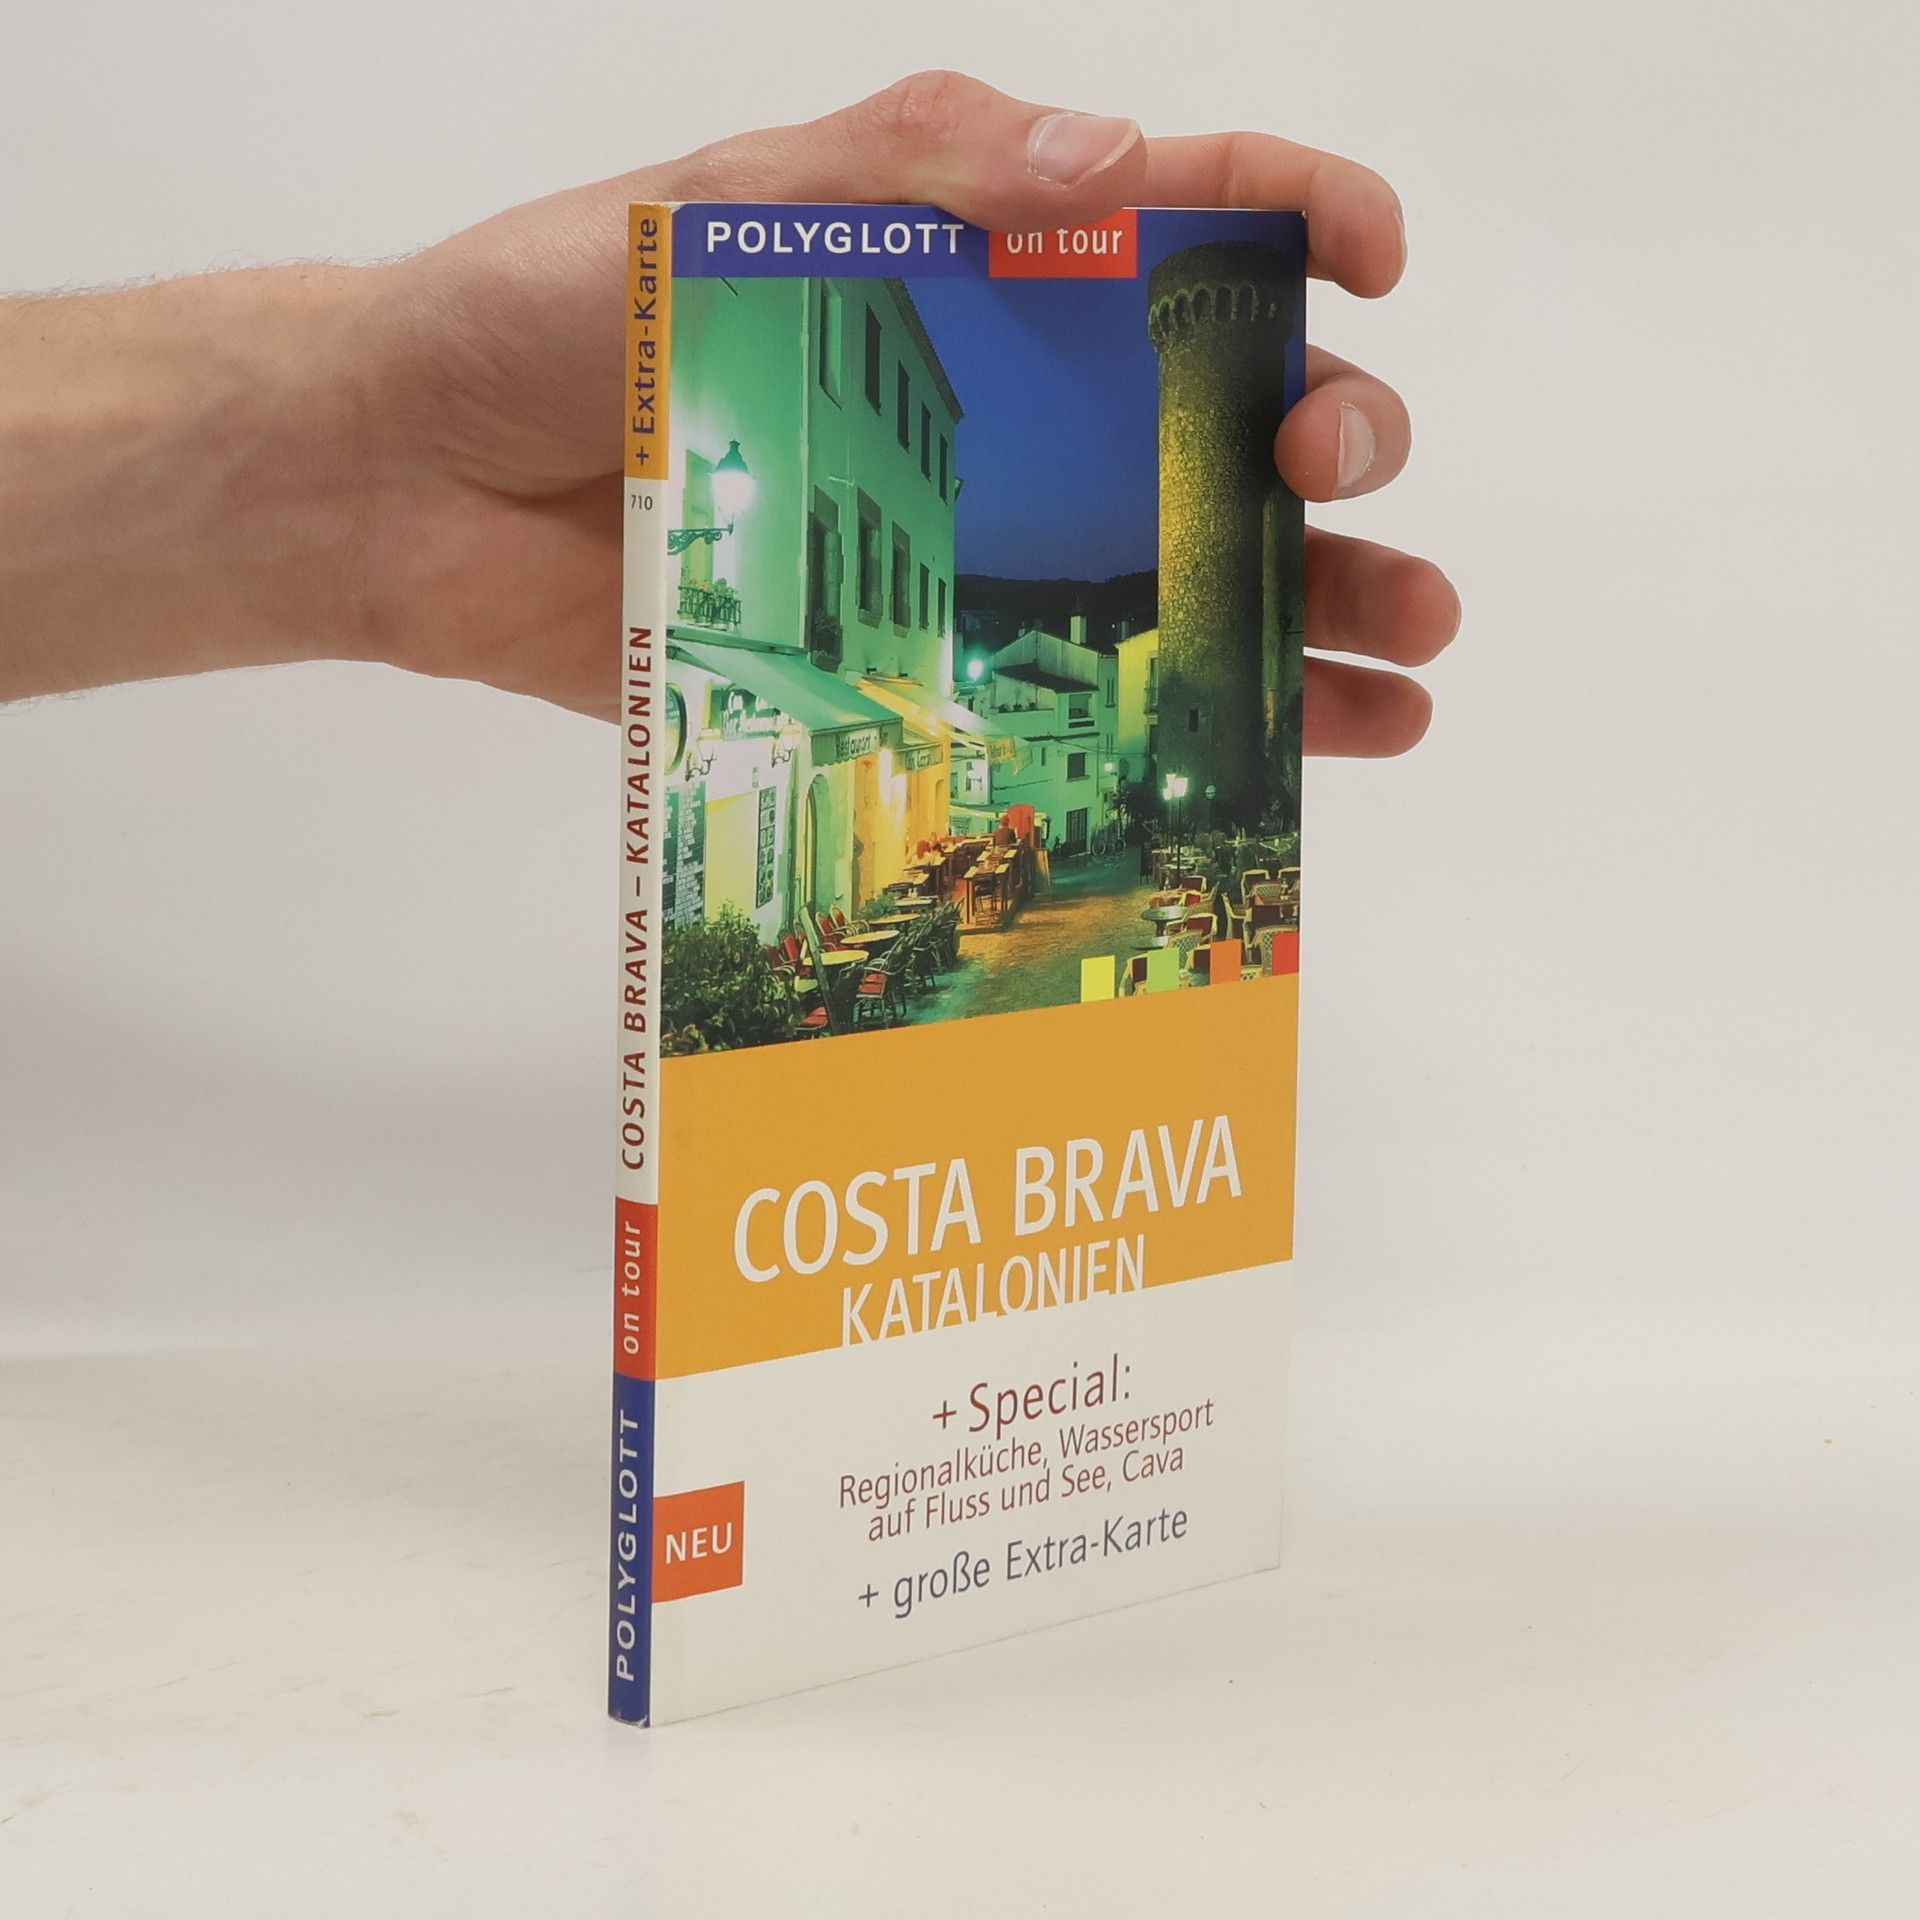 POLYGLOTT on tour
COSTA BRAVA
KATALONIEN
+ Special:
Regionalküche, Wassersport
auf Fluss und See, Cava
+ große Extra-Karte
NEU
+ Extra-Karte
710
COSTA BRAVA – KATALONIEN
on tour
POLYGLOTT
Restaurant